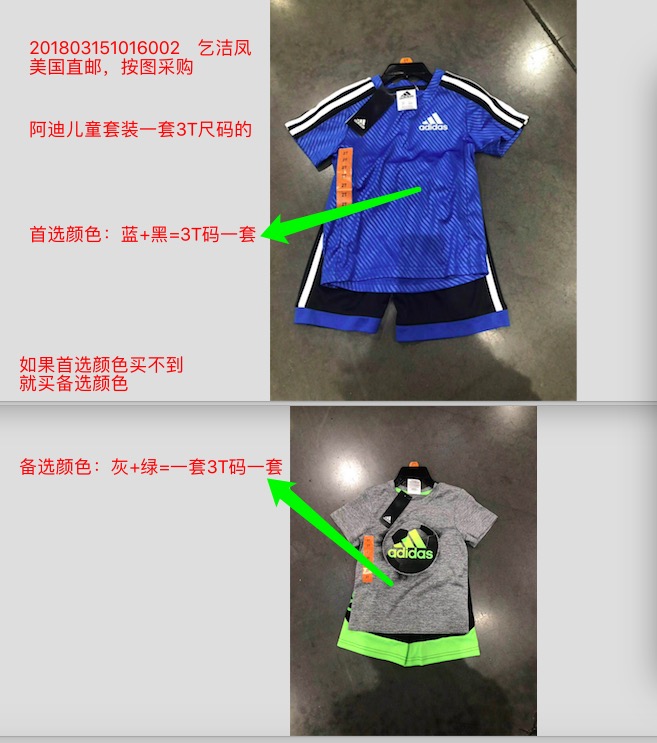 201803151016002 乞洁凤
美国直邮，按图采购
阿迪儿童套装一套3T尺码的
adidas
首选颜色：蓝+黑=3T码一套
如果首选颜色买不到
就买备选颜色
备选颜色：灰+绿=一套3T码一套
adidas